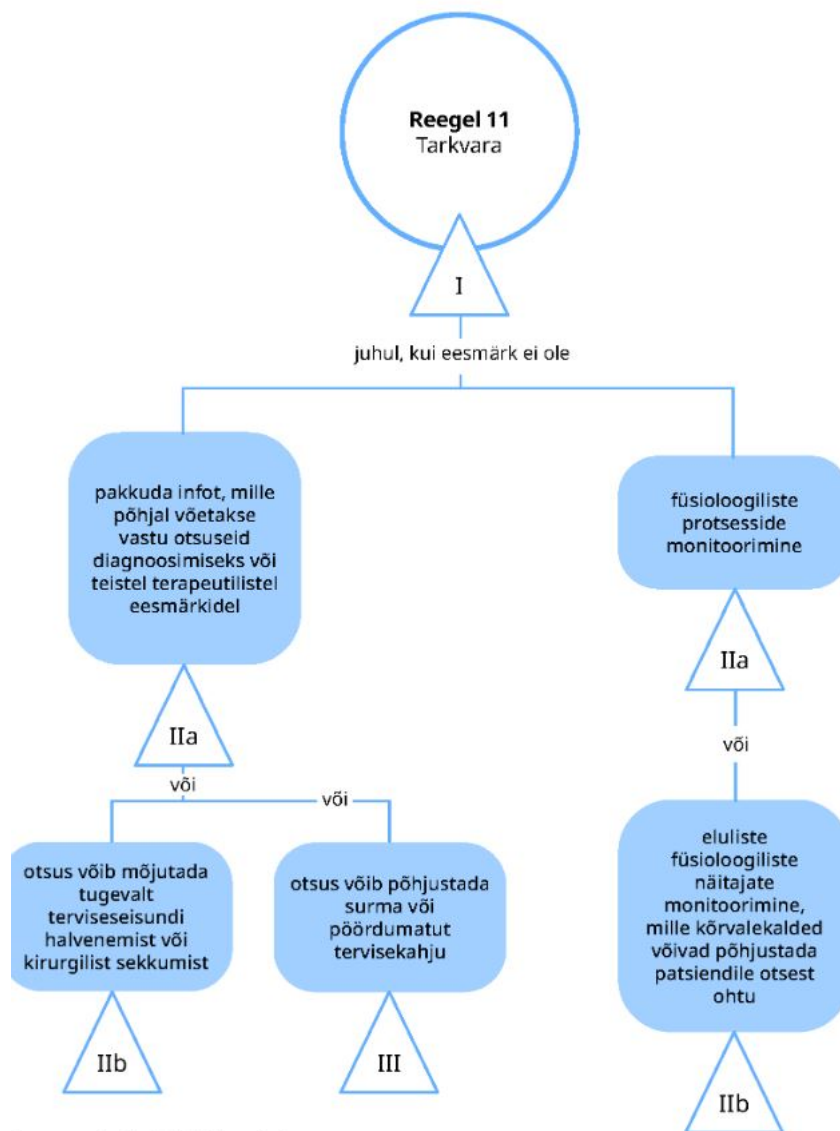 Reegel 11
Tarkvara
I
juhul, kui eesmärk ei ole
pakkuda infot, mille
põhjal võetakse
vastu otsuseid
diagnoosimiseks või
teistel terapeutilistel
eesmärkidel
IIa
või
või
otsus võib mõjutada
tugevalt
terviseseisundi
halvenemist või
kirurgilist sekkumist
IIb
otsus võib põhjustada
surma või
pöördumatut
tervisekahju
III
füsioloogiliste
protsesside
monitoorimine
IIa
või
eluliste
füsioloogiliste
näitajate
monitoorimine,
mille kõrvalekalded
võivad põhjustada
patsiendile otsest
ohtu
IIb